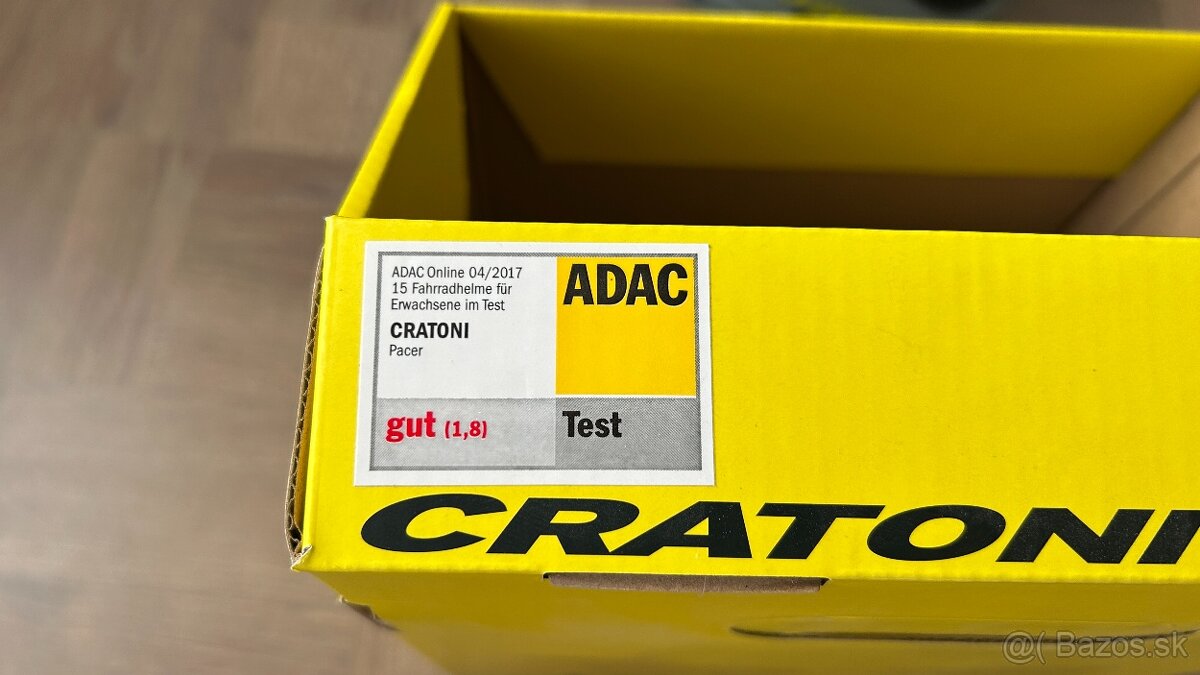 ADAC Online 04/2017
15 Fahrradhelme für
Erwachsene im Test
CRATONI
Pacer
gut (1,8)
ADAC
Test
CRATONI
@( Bazos.sk